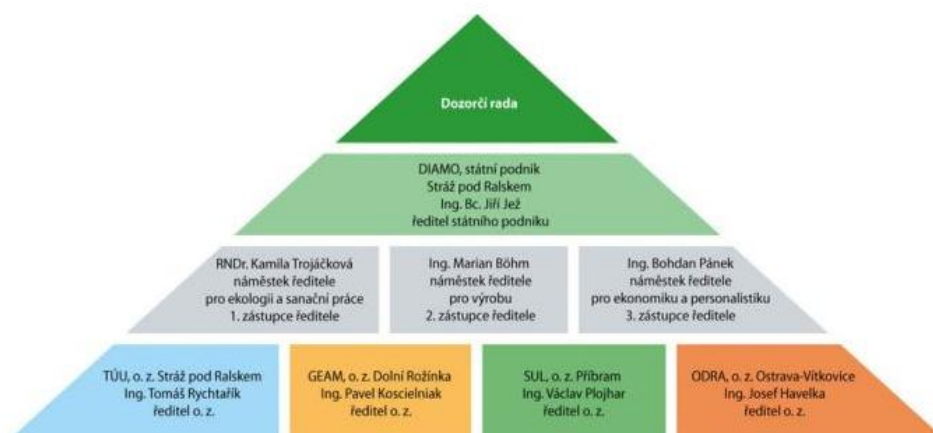 Dozorčí rada
DIAMO, státní podnik
Stráž pod Ralskem
Ing. Bc. Jiří Jež
ředitel státního podniku
RNDr. Kamila Trojáčková
náměstek ředitele
pro ekologii a sanační práce
1. zástupce ředitele
Ing. Marian Böhm
náměstek ředitele
pro výrobu
2. zástupce ředitele
Ing. Bohdan Pánek
náměstek ředitele
pro ekonomiku a personalistiku
3. zástupce ředitele
TÚU, o. z. Stráž pod Ralskem
Ing. Tomáš Rychtařík
ředitel o. z.
GEAM, o. z. Dolní Rožínka
Ing. Pavel Koscielniak
ředitel o. z.
SUL, o. z. Příbram
Ing. Václav Plojhar
ředitel o. z.
ODRA, o. z. Ostrava-Vítkovice
Ing. Josef Havelka
ředitel o. z.